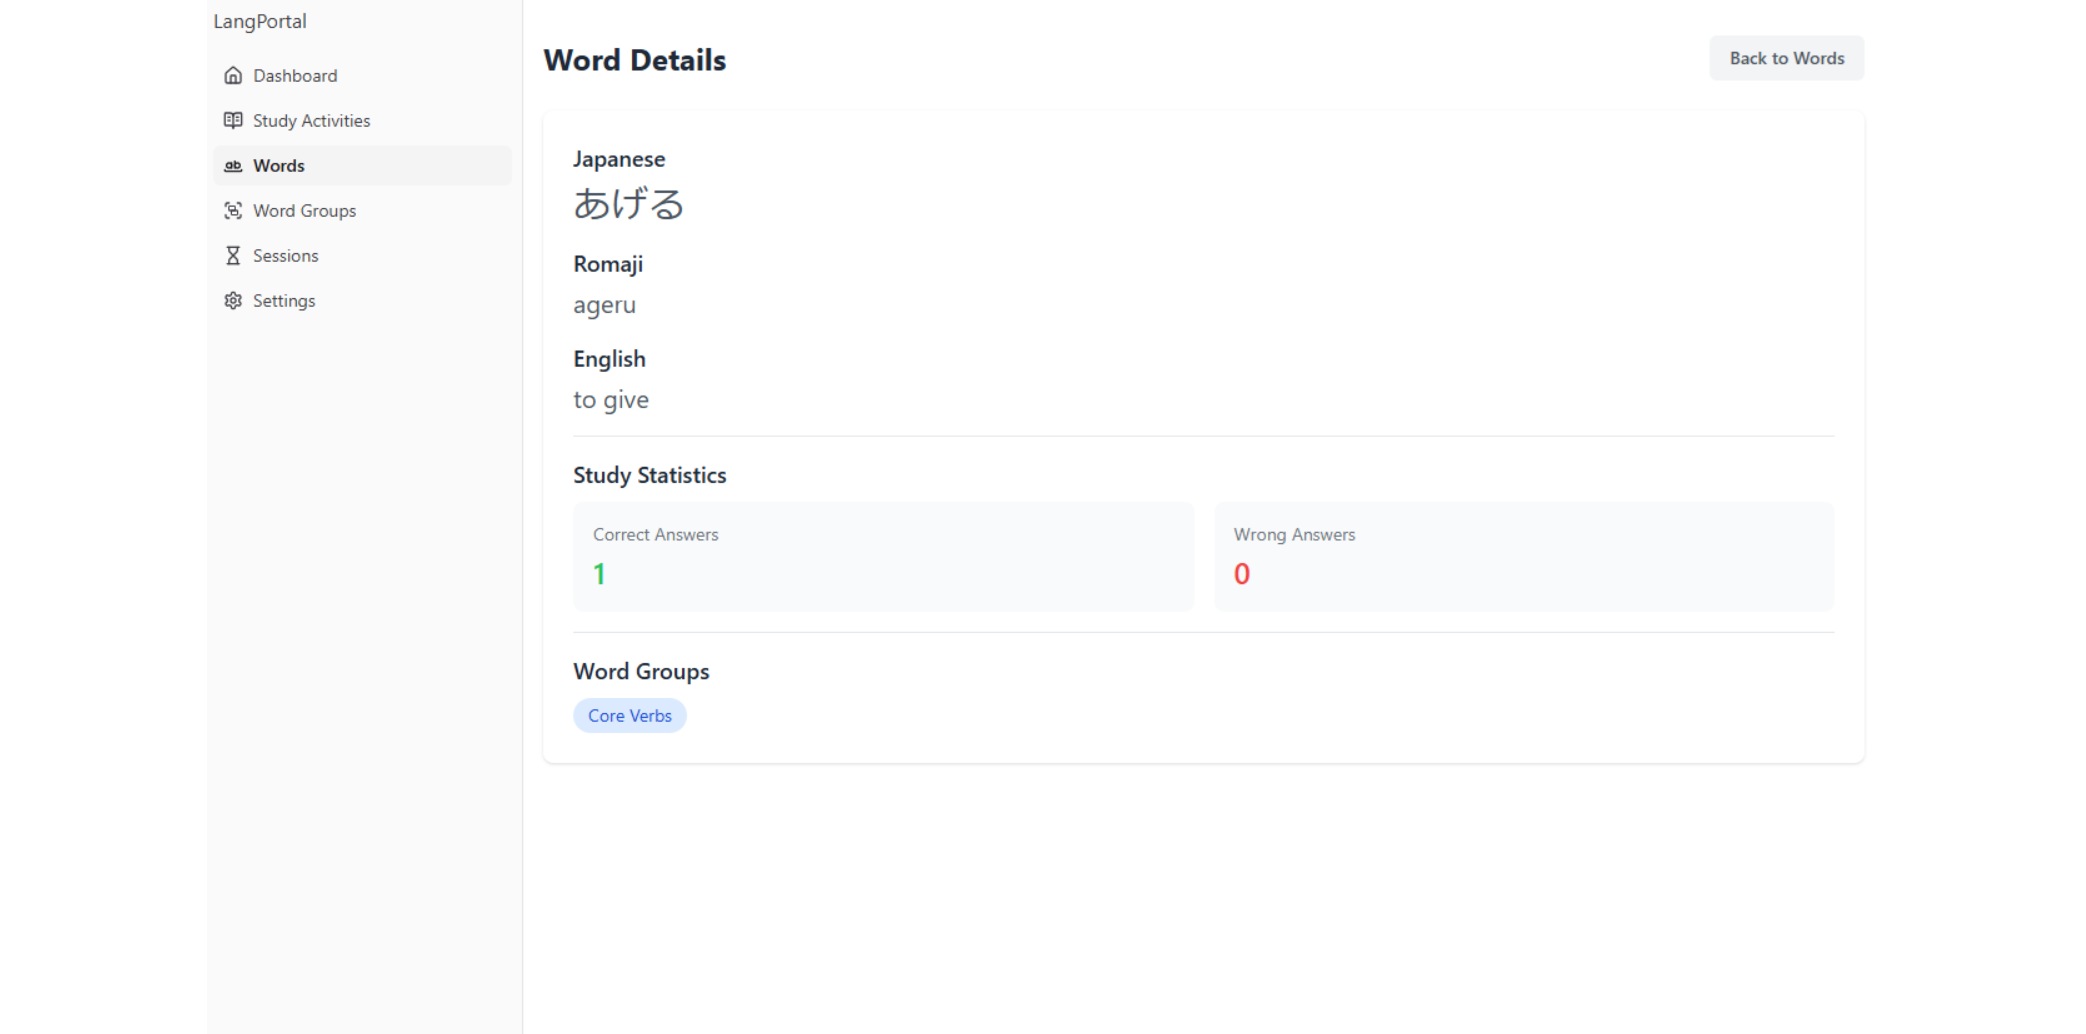 LangPortal
Dashboard
Study Activities
Words
Word Groups
Sessions
Settings
Word Details
Back to Words
Japanese
あげる
Romaji
ageru
English
to give
Study Statistics
Correct Answers
1
Wrong Answers
0
Word Groups
Core Verbs